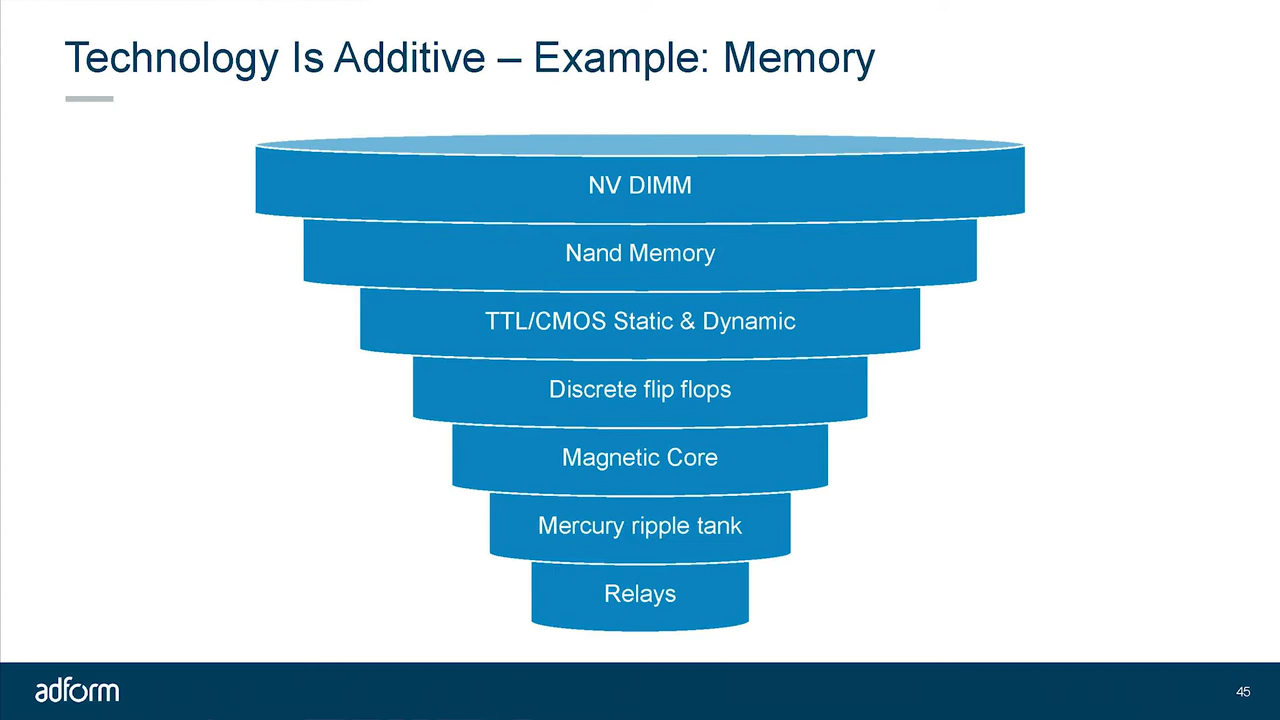 Technology Is Additive – Example: Memory
NV DIMM
Nand Memory
TTL/CMOS Static & Dynamic
Discrete flip flops
Magnetic Core
Mercury ripple tank
Relays
adform
45